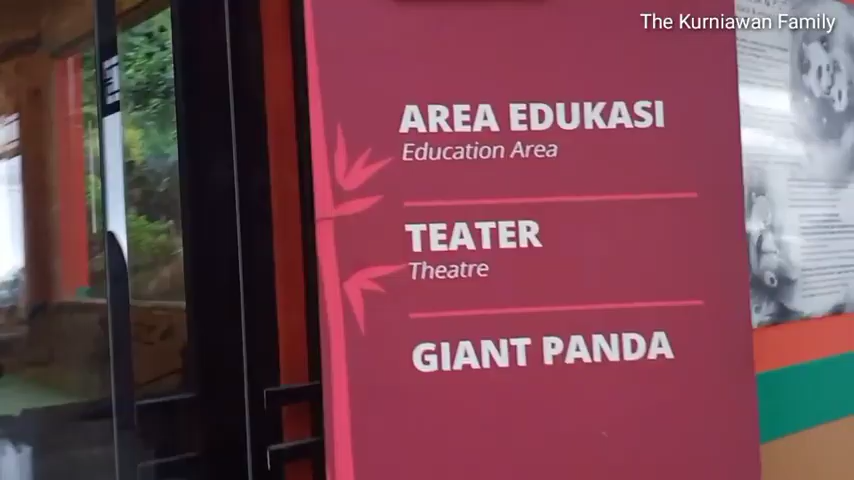 The Kurniawan Family
AREA EDUKASI
Education Area
TEATER
Theatre
GIANT PANDA